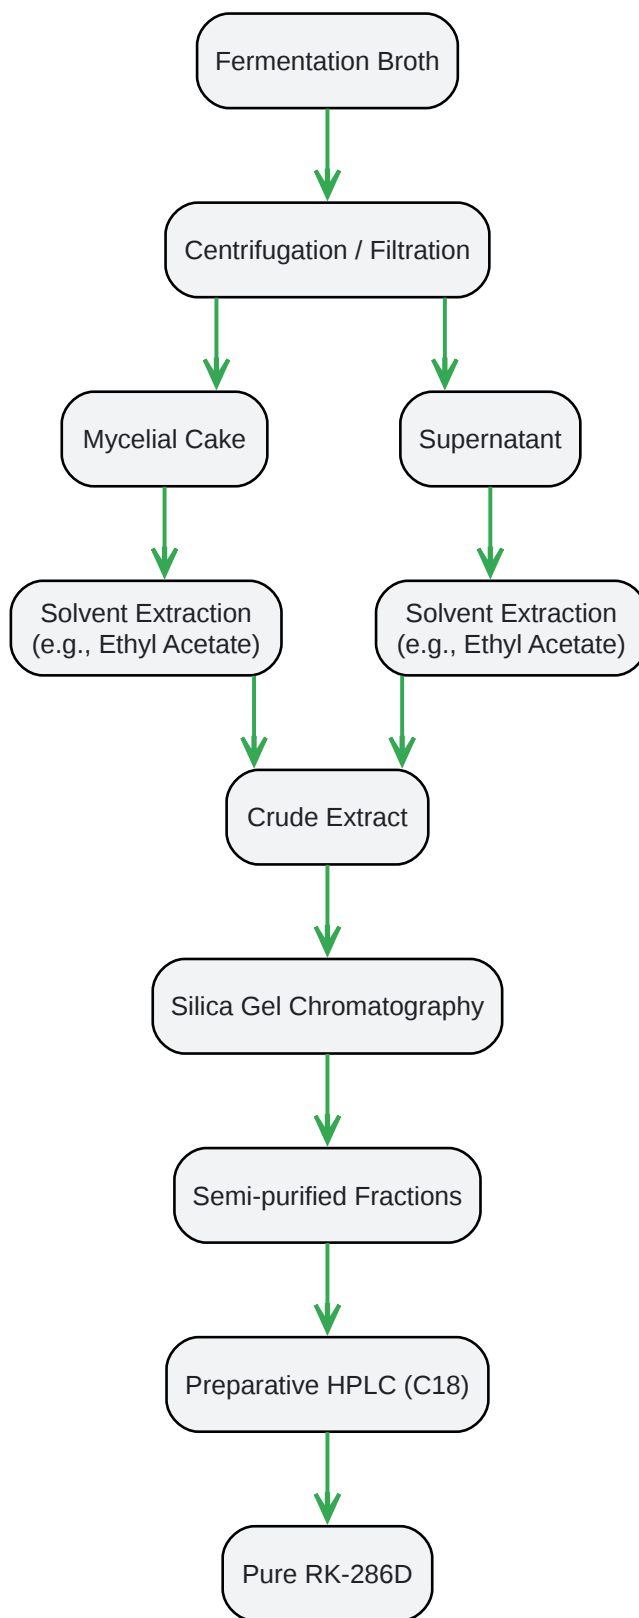 Fermentation Broth
Centrifugation / Filtration
Mycelial Cake
Supernatant
Solvent Extraction
(e.g., Ethyl Acetate)
Solvent Extraction
(e.g., Ethyl Acetate)
Crude Extract
Silica Gel Chromatography
Semi-purified Fractions
Preparative HPLC (C18)
Pure RK-286D